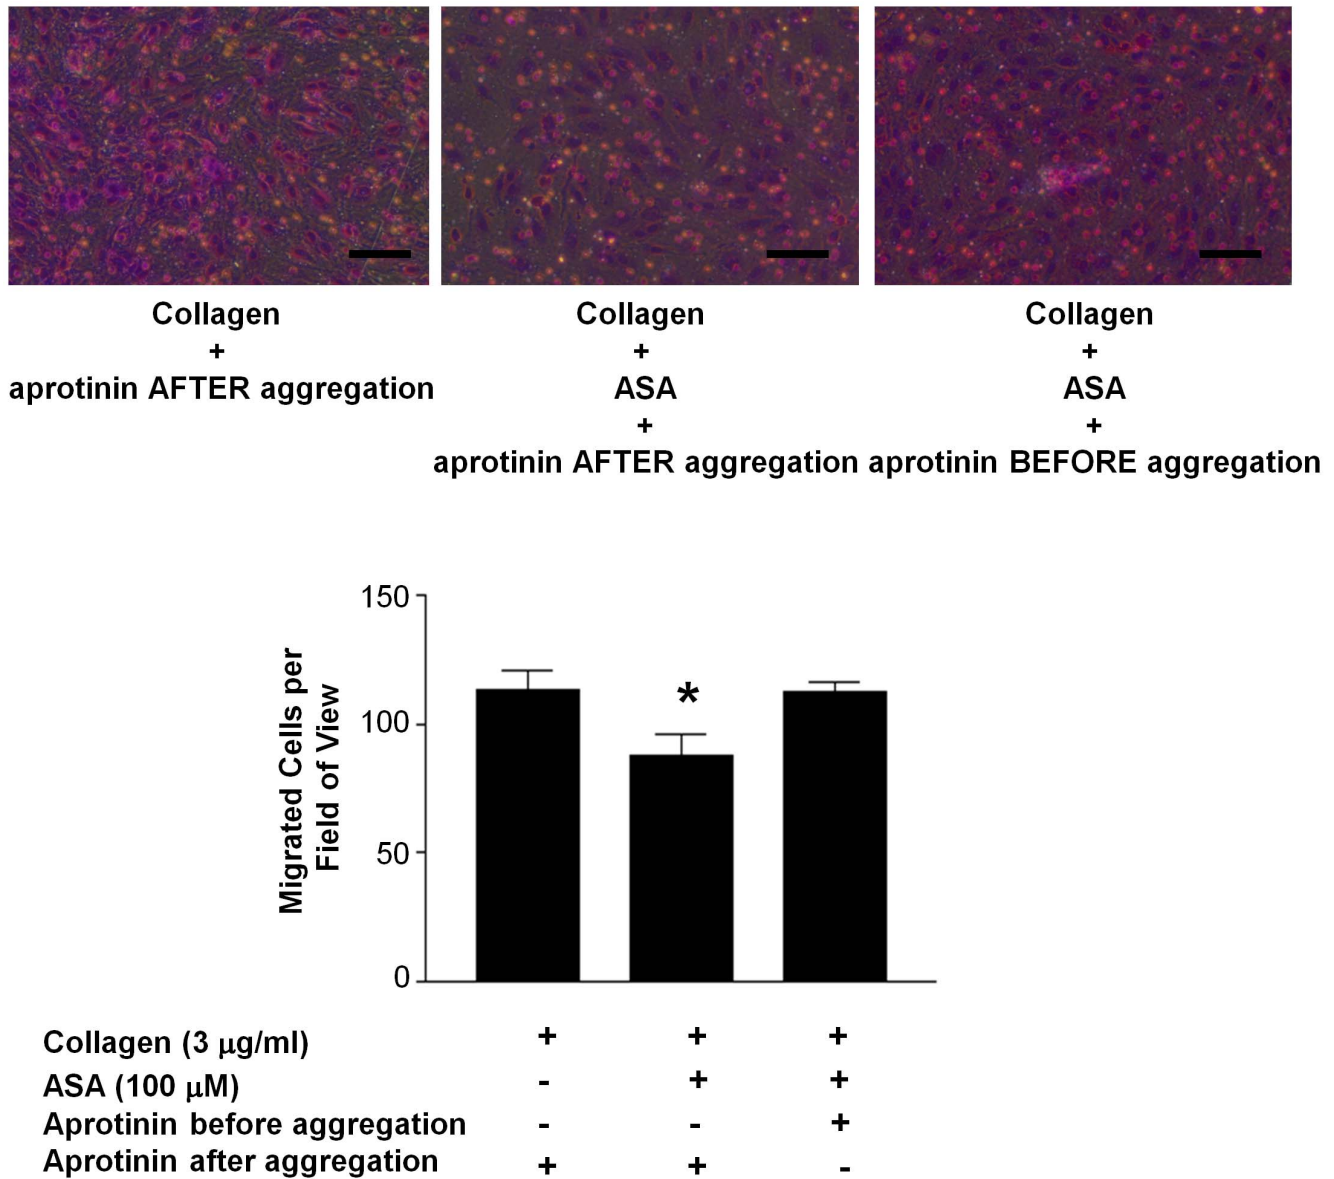 Collagen
+
aprotinin AFTER aggregation
Collagen
+
ASA
+
aprotinin AFTER aggregation
Collagen
+
ASA
+
aprotinin BEFORE aggregation
150
100
50
0
Migrated Cells per
Field of View
*
Collagen (3 μg/ml) + + +
ASA (100 μM) - + +
Aprotinin before aggregation - - +
Aprotinin after aggregation + + -